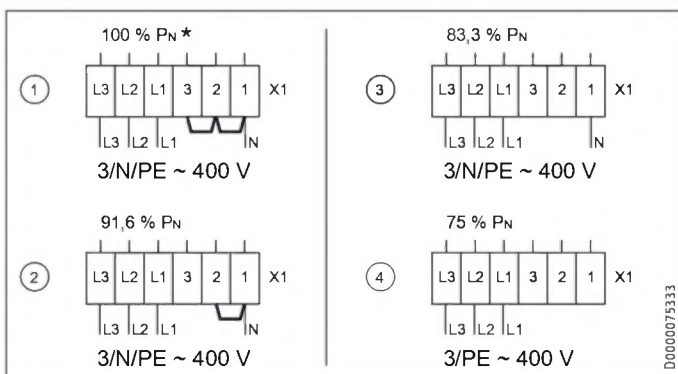 100 % PN *
1
L3 L2 L1 3 2 1 X1
L3 L2 L1 N
3/N/PE ~ 400 V
91,6 % PN
2
L3 L2 L1 3 2 1 X1
L3 L2 L1 N
3/N/PE ~ 400 V
83,3 % PN
3
L3 L2 L1 3 2 1 X1
L3 L2 L1 N
3/N/PE ~ 400 V
75 % PN
4
L3 L2 L1 3 2 1 X1
L3 L2 L1
3/PE ~ 400 V
D0000075333